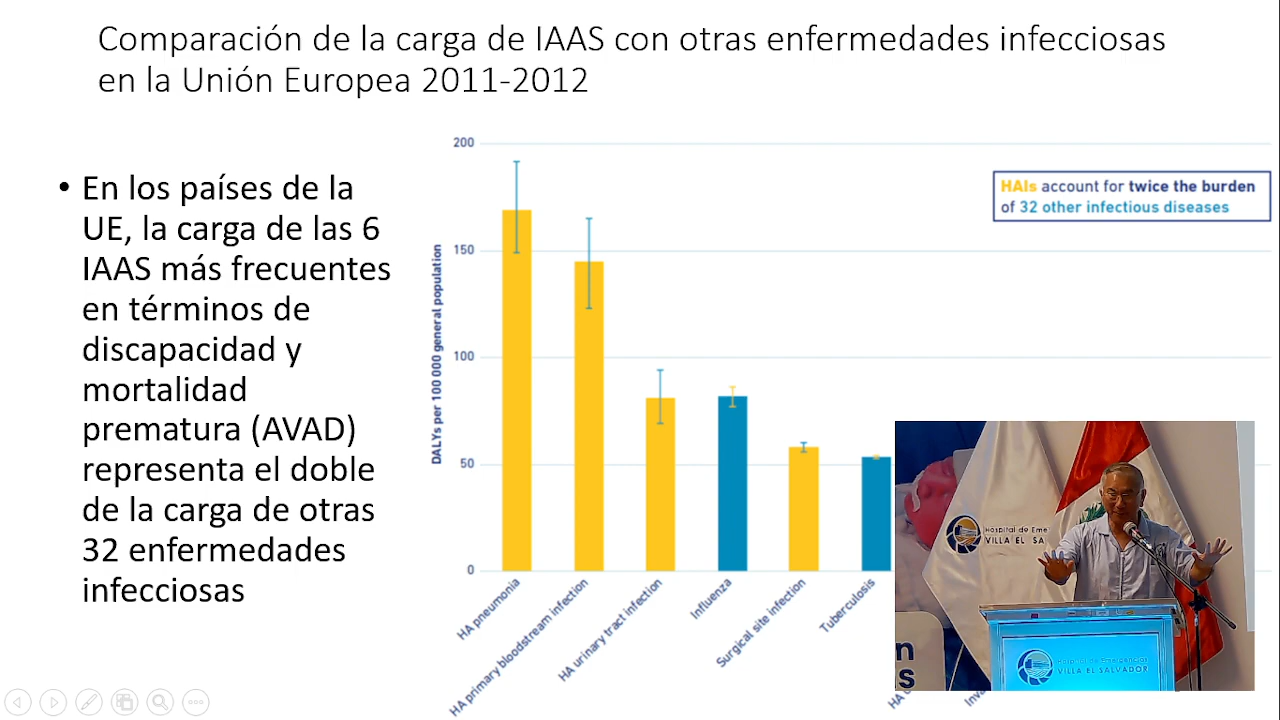 Comparación de la carga de IAAS con otras enfermedades infecciosas
en la Unión Europea 2011-2012
• En los países de la
UE, la carga de las 6
IAAS más frecuentes
en términos de
discapacidad y
mortalidad
prematura (AVAD)
representa el doble
de la carga de otras
32 enfermedades
infecciosas
HAIs account for twice the burden
of 32 other infectious diseases
DALYs per 100 000 general population
200
150
100
50
0
HA pneumonia
HA primary bloodstream infection
HA urinary tract infection
Influenza
Surgical site infection
Tuberculosis
HA
Hospital de
VILLA EL SA
Hospital de Emergencias
VILLA EL SALVADOR